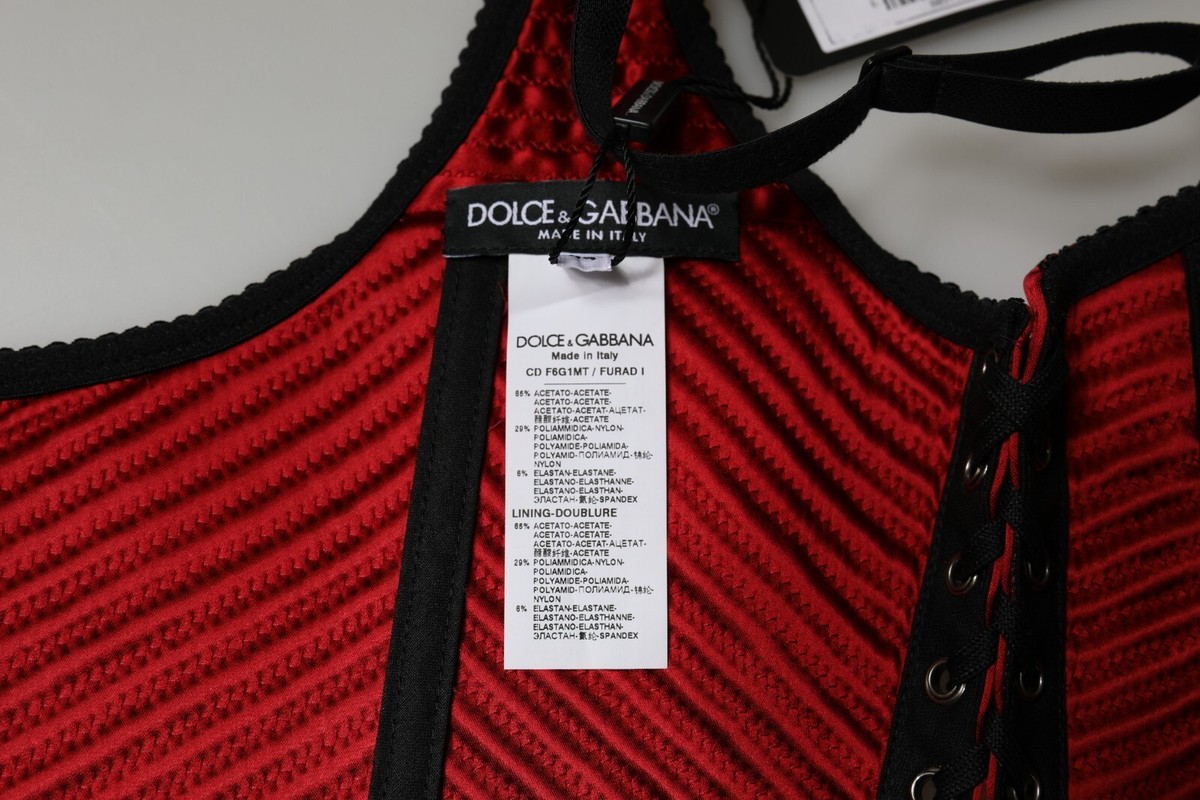 DOLCE & GABBANA®
MADE IN ITALY
DOLCE & GABBANA
Made in Italy
CD F6G1MT / FURAD I
ACETATO-ACETATE-
ACETATO-ACETATE-
ACETATO-ACETAT-АЦЕТАТ-
醋酸纤维-ACETATE
29% POLIAMMIDICA-NYLON-
POLIAMIDICA-
POLYAMIDE-POLIAMIDA-
POLYAMID-ПОЛИАМИД-锦纶-
NYLON
6% ELASTAN-ELASTANE-
ELASTANO-ELASTHANNE-
ELASTANO-ELASTHAN-
ЭЛАСТАН-氨纶-SPANDEX
LINING-DOUBLURE
65% ACETATO-ACETATE-
ACETATO-ACETATE-
ACETATO-ACETAT-АЦЕТАТ-
醋酸纤维-ACETATE
29% POLIAMMIDICA-NYLON-
POLIAMIDICA-
POLYAMIDE-POLIAMIDA-
POLYAMID-ПОЛИАМИД-锦纶-
NYLON
6% ELASTAN-ELASTANE-
ELASTANO-ELASTHANNE-
ELASTANO-ELASTHAN-
ЭЛАСТАН-氨纶-SPANDEX